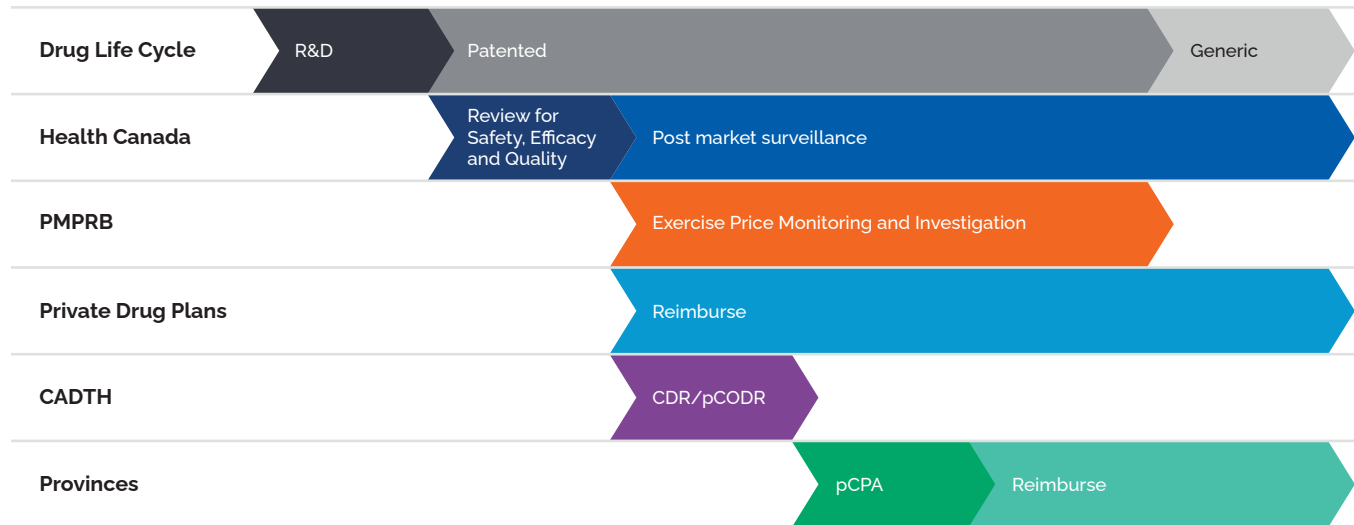 Drug Life Cycle
R&D
Patented
Generic
Health Canada
Review for
Safety, Efficacy
and Quality
Post market surveillance
PMPRB
Exercise Price Monitoring and Investigation
Private Drug Plans
Reimburse
CADTH
CDR/pCODR
Provinces
pCPA
Reimburse